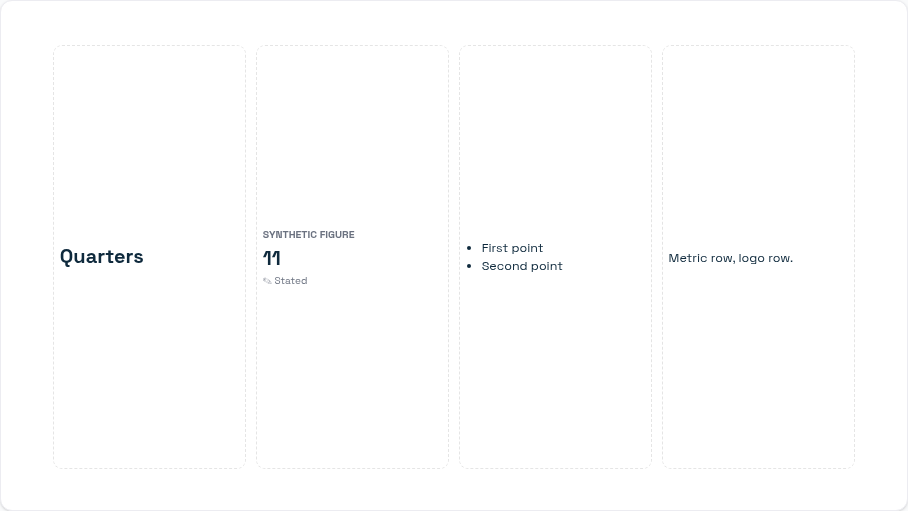 Quarters
SYNTHETIC FIGURE
11
✎ Stated
• First point
• Second point
Metric row, logo row.